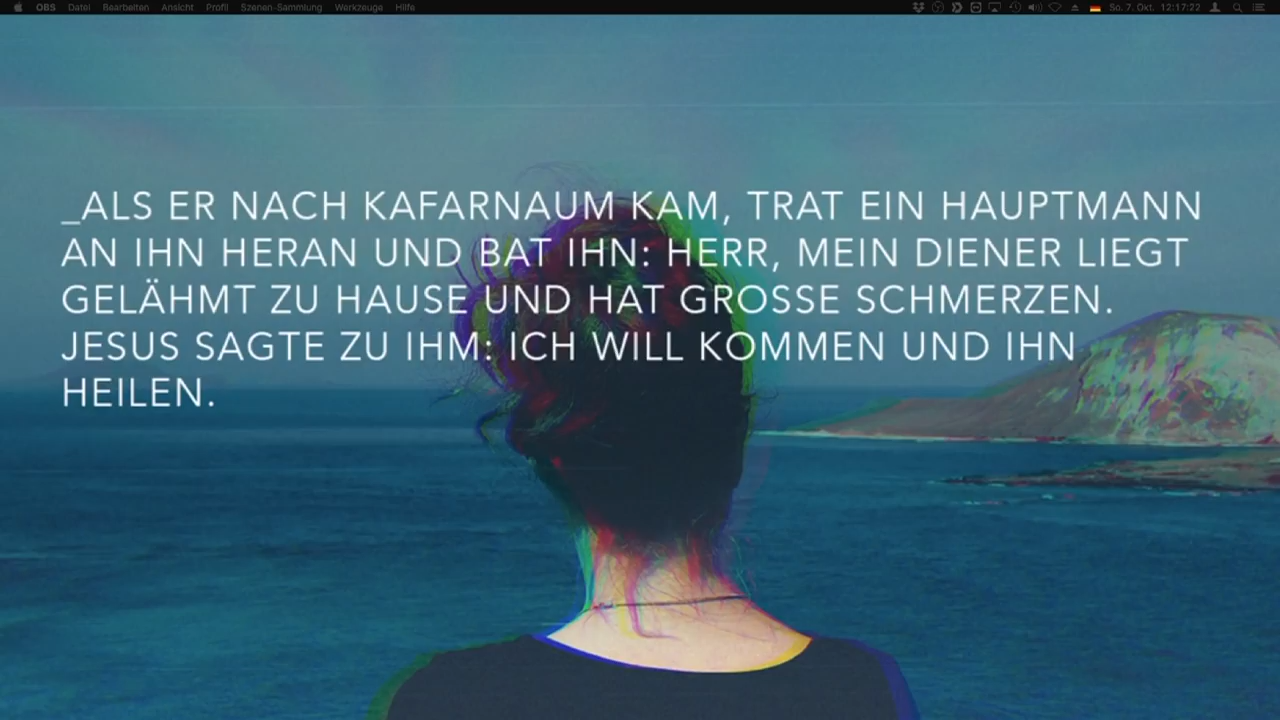 OBS Datei Bearbeiten Ansicht Profil Szenen-Sammlung Werkzeuge Hilfe So. 7. Okt. 12:17:22
_ALS ER NACH KAFARNAUM KAM, TRAT EIN HAUPTMANN
AN IHN HERAN UND BAT IHN: HERR, MEIN DIENER LIEGT
GELÄHMT ZU HAUSE UND HAT GROSSE SCHMERZEN.
JESUS SAGTE ZU IHM: ICH WILL KOMMEN UND IHN
HEILEN.